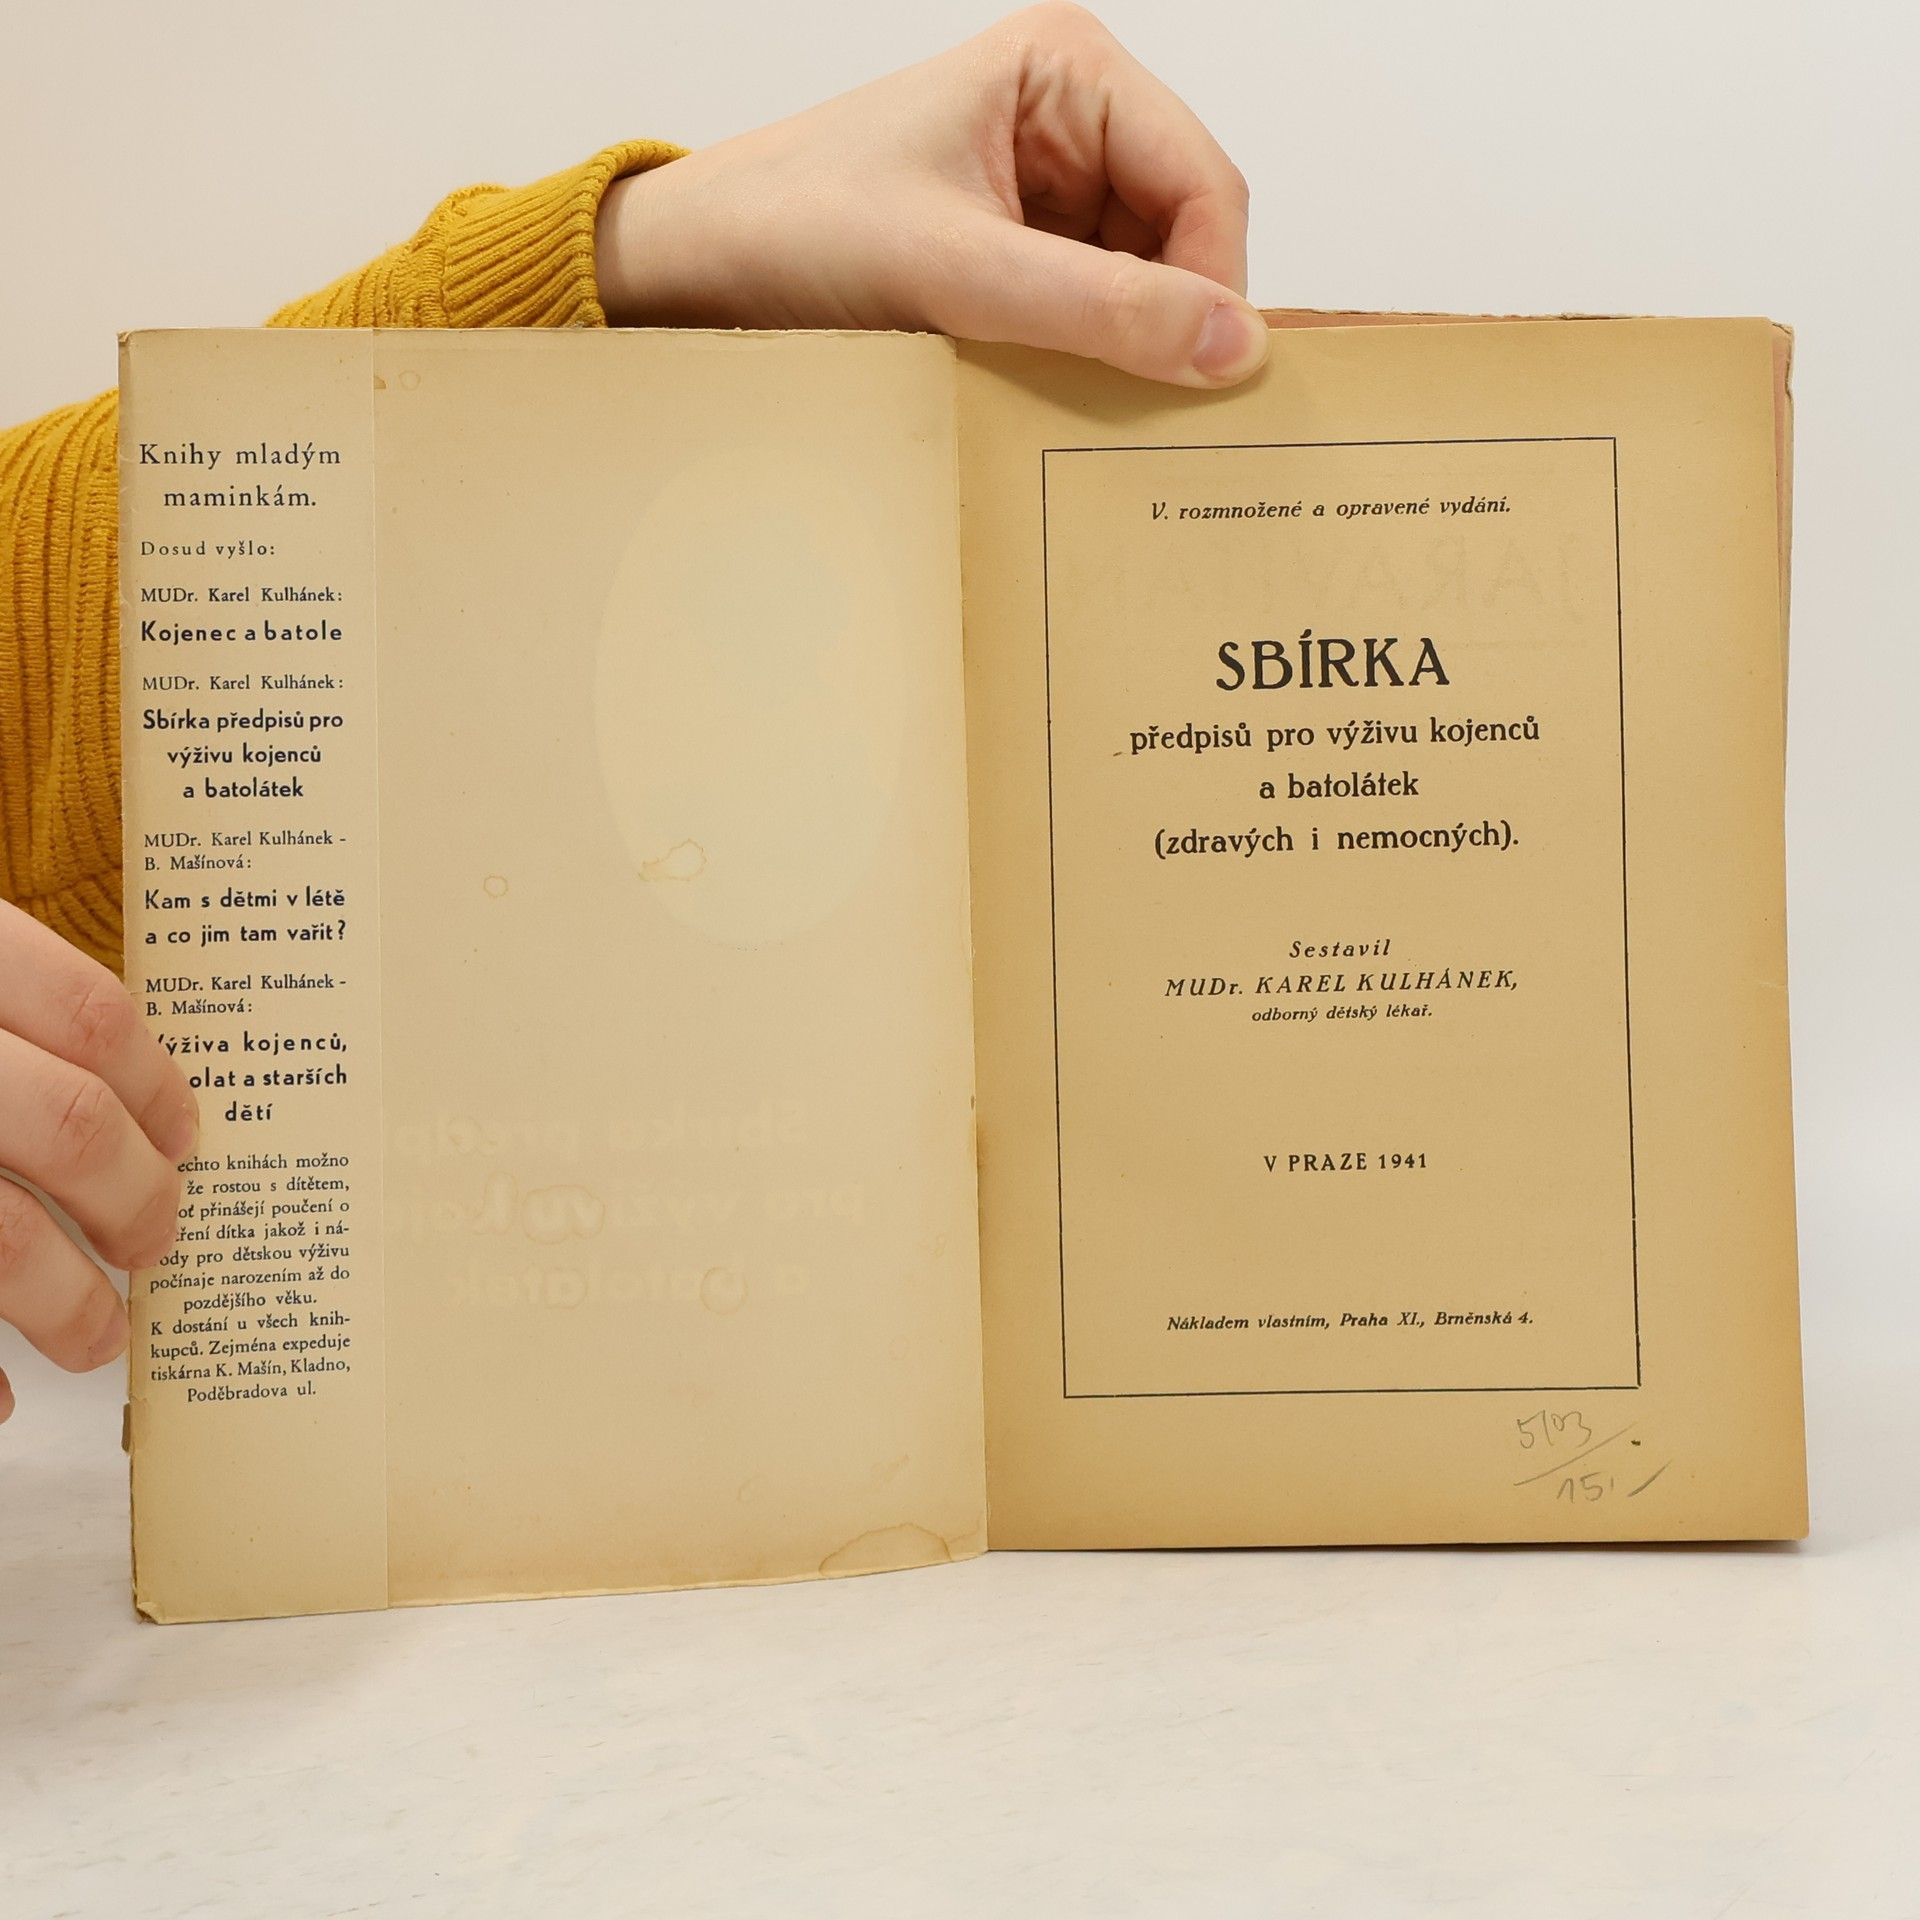 Knihy mladým
maminkám.
Dosud vyšlo:
MUDr. Karel Kulhánek:
Kojenec a batole
MUDr. Karel Kulhánek:
Sbírka předpisů pro
výživu kojenců
a batolátek
MUDr. Karel Kulhánek -
B. Mašínová:
Kam s dětmi v létě
a co jim tam vařit?
MUDr. Karel Kulhánek -
B. Mašínová:
kojenců,
a starších
dětí
knihách možno
že rostou s dítětem,
přinášejí poučení o
dítka jakož i ná-
pro dětskou výživu
počínaje narozením až do
pozdějšího věku.
K dostání u všech knih-
kupců. Zejména expeduje
tiskárna K. Mašín, Kladno,
Poděbradova ul.
V. rozmnožené a opravené vydání.
SBÍRKA
předpisů pro výživu kojenců
a batolátek
(zdravých i nemocných).
Sestavil
MUDr. KAREL KULHÁNEK,
odborný dětský lékař.
V PRAZE 1941
Nákladem vlastním, Praha XI., Brněnská 4.